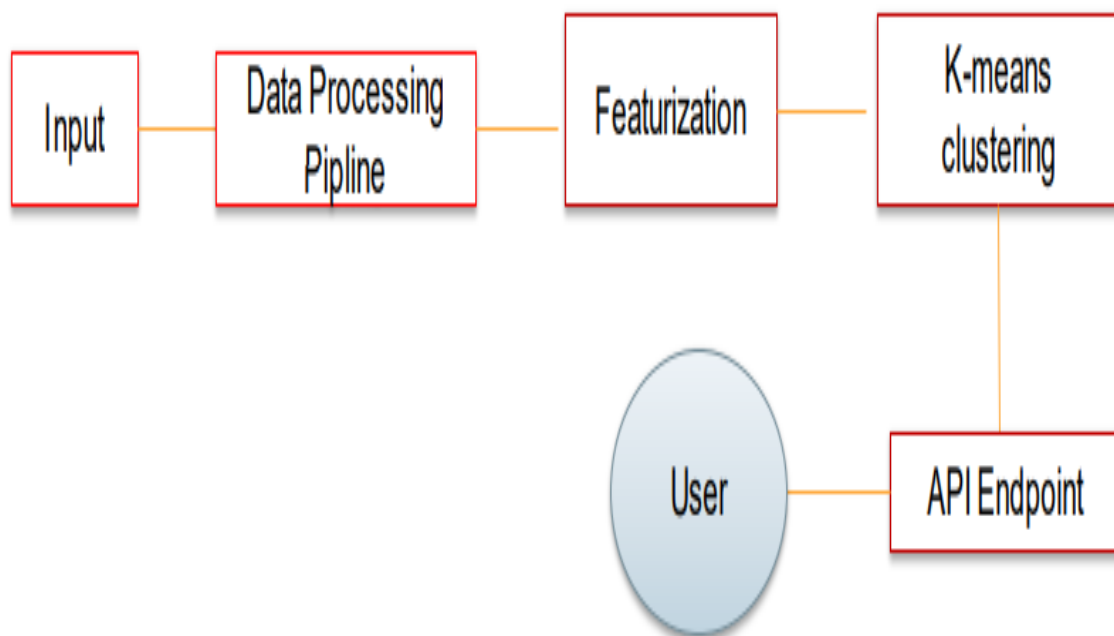 Input
Data Processing
Pipline
Featurization
K-means
clustering
User
API Endpoint